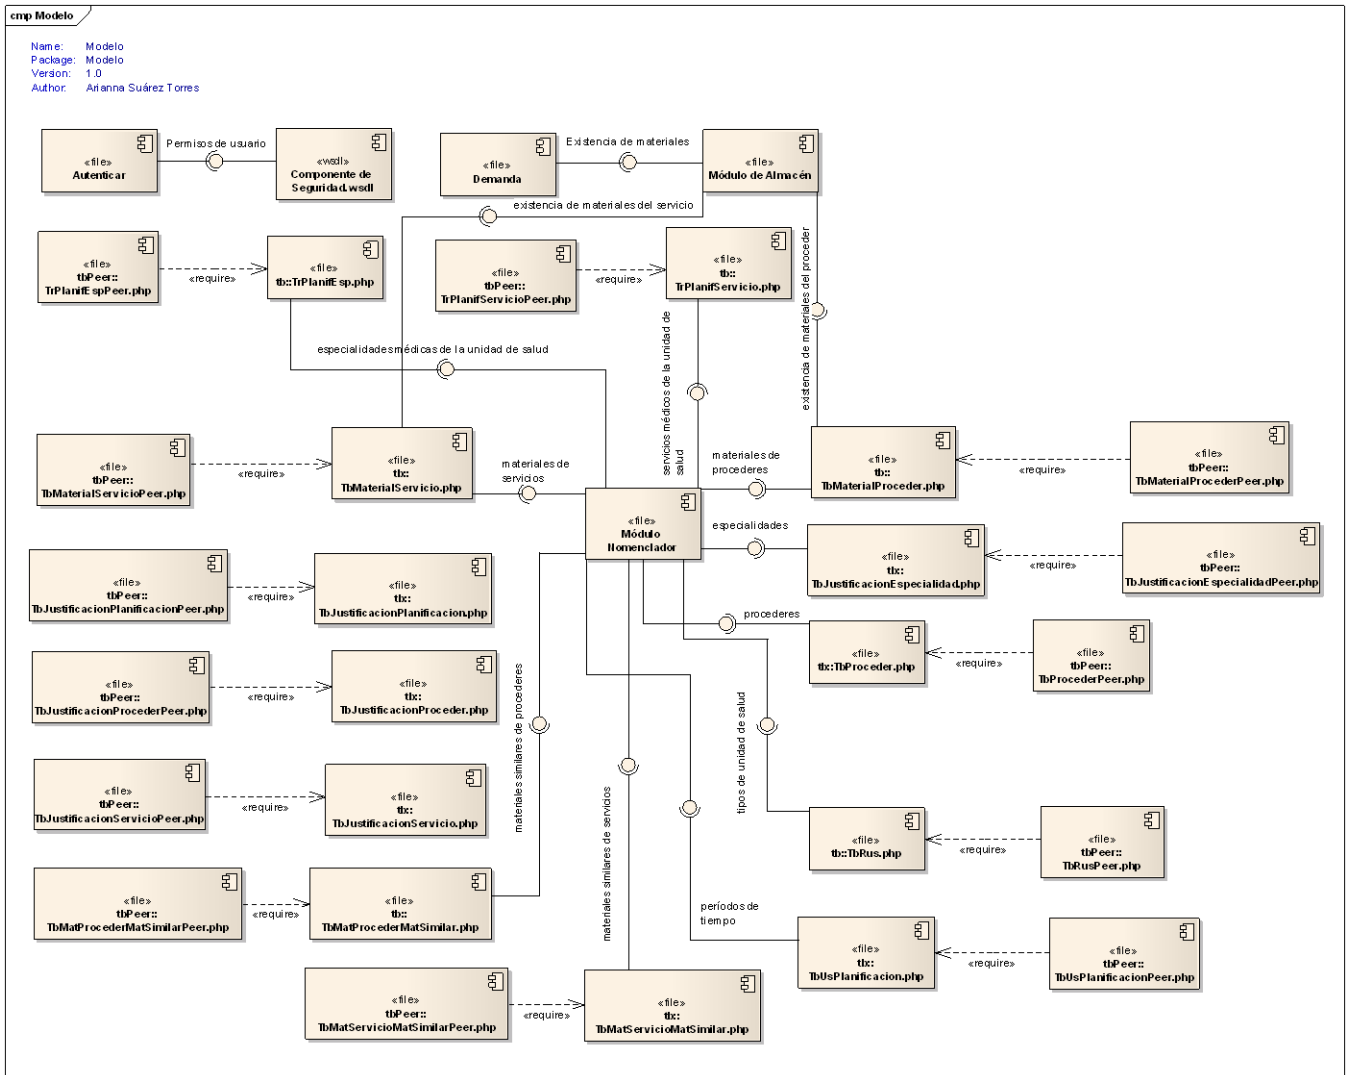 cmp Modelo
Name: Modelo
Package: Modelo
Version: 1.0
Author: Arianna Suárez Torres
«file»
Autenticar
Permisos de usuario
«wsdl»
Componente de
Seguridad.wsdl
«file»
Demanda
Existencia de materiales
«file»
Módulo de Almacén
existencia de materiales del servicio
«file»
tbPeer::
TrPlanifEspPeer.php
«require»
«file»
tb::TrPlanifEsp.php
«file»
tbPeer::
TrPlanifServicioPeer.php
«require»
«file»
tb::
TrPlanifServicio.php
existencia de materiales del proceder
especialidades médicas de la unidad de salud
servicios médicos de la unidad de
salud
«file»
tbPeer::
TbMaterialServicioPeer.php
«require»
«file»
tb::
TbMaterialServicio.php
materiales de
servicios
materiales de
procederes
«file»
tb::
TbMaterialProceder.php
«require»
«file»
tbPeer::
TbMaterialProcederPeer.php
«file»
Módulo
Nomenclador
especialidades
«file»
tb::
TbJustificacionEspecialidad.php
«require»
«file»
tbPeer::
TbJustificacionEspecialidadPeer.php
«file»
tbPeer::
TbJustificacionPlanificacionPeer.php
«require»
«file»
tb::
TbJustificacionPlanificacion.php
procederes
«file»
tb::TbProceder.php
«require»
«file»
tbPeer::
TbProcederPeer.php
«file»
tbPeer::
TbJustificacionProcederPeer.php
«require»
«file»
tb::
TbJustificacionProceder.php
materiales similares de procederes
tipos de unidad de salud
«file»
tbPeer::
TbJustificacionServicioPeer.php
«require»
«file»
tb::
TbJustificacionServicio.php
materiales similares de servicios
«file»
tb::TbRus.php
«require»
«file»
tbPeer::
TbRusPeer.php
«file»
tbPeer::
TbMatProcederMatSimilarPeer.php
«require»
«file»
tb::
TbMatProcederMatSimilar.php
períodos de
tiempo
«file»
tb::
TbUsPlanificacion.php
«require»
«file»
tbPeer::
TbUsPlanificacionPeer.php
«file»
tbPeer::
TbMatServicioMatSimilarPeer.php
«require»
«file»
tb::
TbMatServicioMatSimilar.php